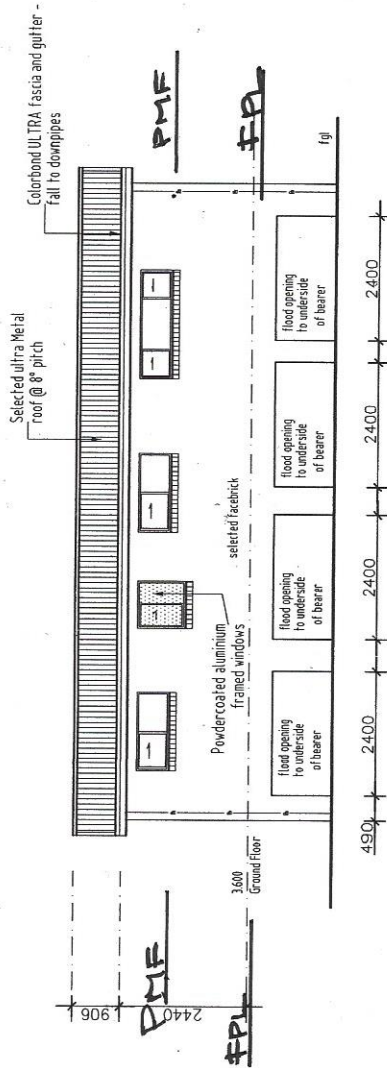 Selected ultra Metal
roof @ 8° pitch
Colorbond ULTRA fascia and gutter -
fall to downpipes
906
2440
PMF
PMF
Powdercoated aluminium
framed windows
selected facebrick
3.600
Ground Floor
FPL
FPL
flood opening
to underside
of bearer
flood opening
to underside
of bearer
flood opening
to underside
of bearer
flood opening
to underside
of bearer
fgl
490
2400
2400
2400
2400